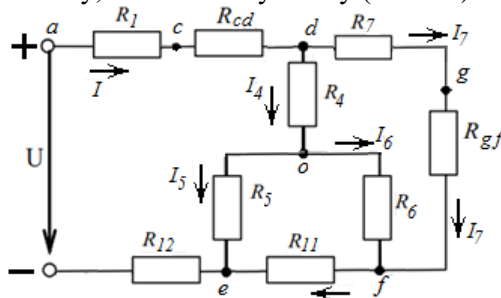 + a R1 c Rcd d R7 I7
I I4 R4 g Rgf
U o I6
I5 R5 R6 I7
− R12 e R11 f